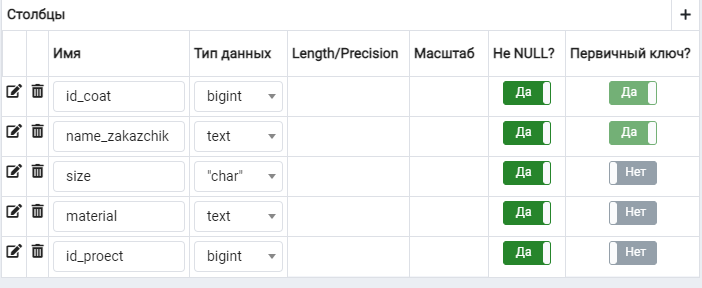 Столбцы
Имя Тип данных Length/Precision Масштаб Не NULL? Первичный ключ?
id_coat bigint Да Да
name_zakazchik text Да Да
size "char" Да Нет
material text Да Нет
id_proect bigint Да Нет